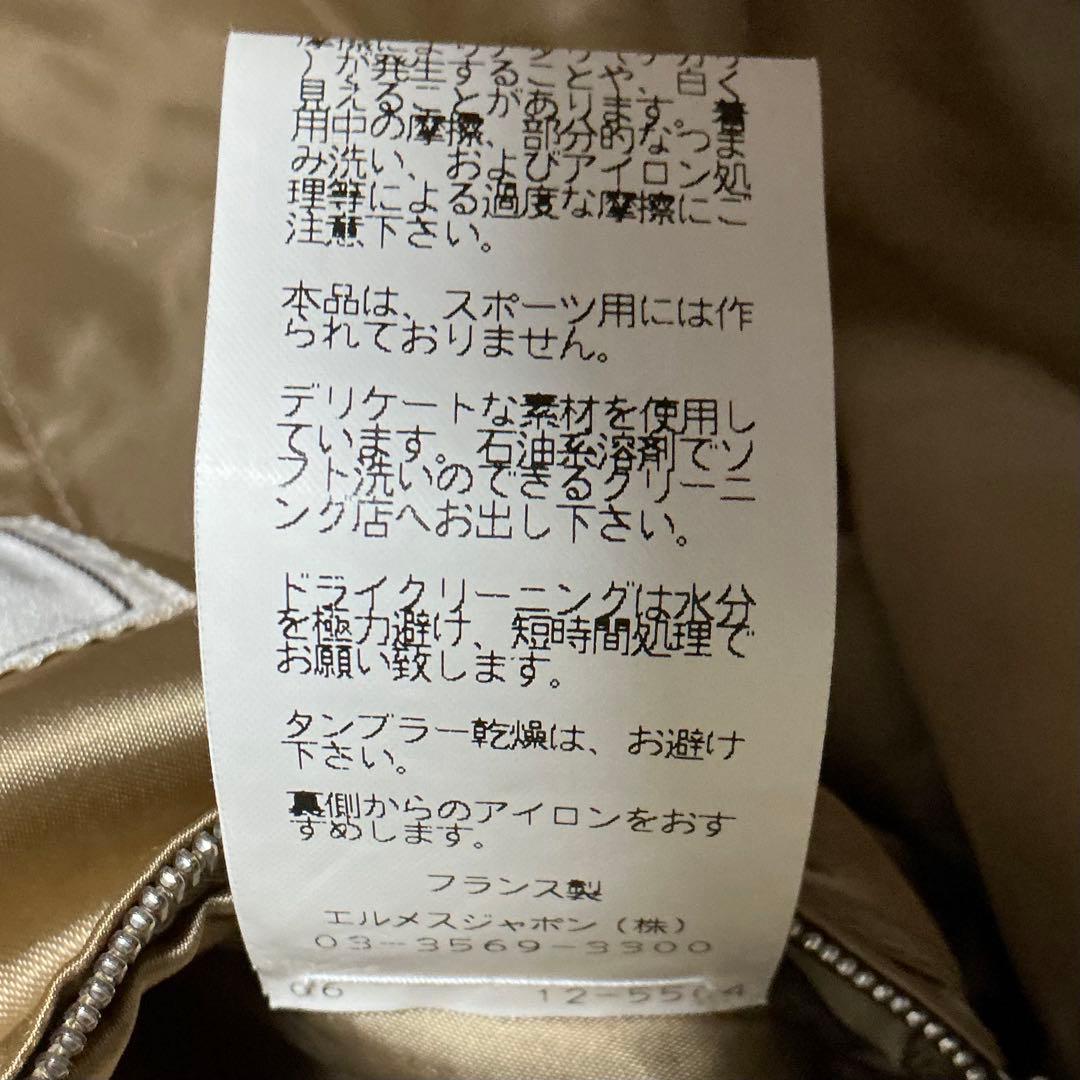 )が発生することや、白く
見えることがあります。着
用中の摩擦、部分的なつま
み洗い、およびアイロン処
理等による過度な摩擦にご
注意下さい。
本品は、スポーツ用には作
られておりません。
デリケートな素材を使用し
ています。石油系溶剤でソ
フト洗いのできるクリーニ
ング店へお出し下さい。
ドライクリーニングは水分
を極力避け、短時間処理で
お願い致します。
タンブラー乾燥は、お避け
下さい。
裏側からのアイロンをおす
すめします。
フランス製
エルメスジャポン(株)
03-3569-3300